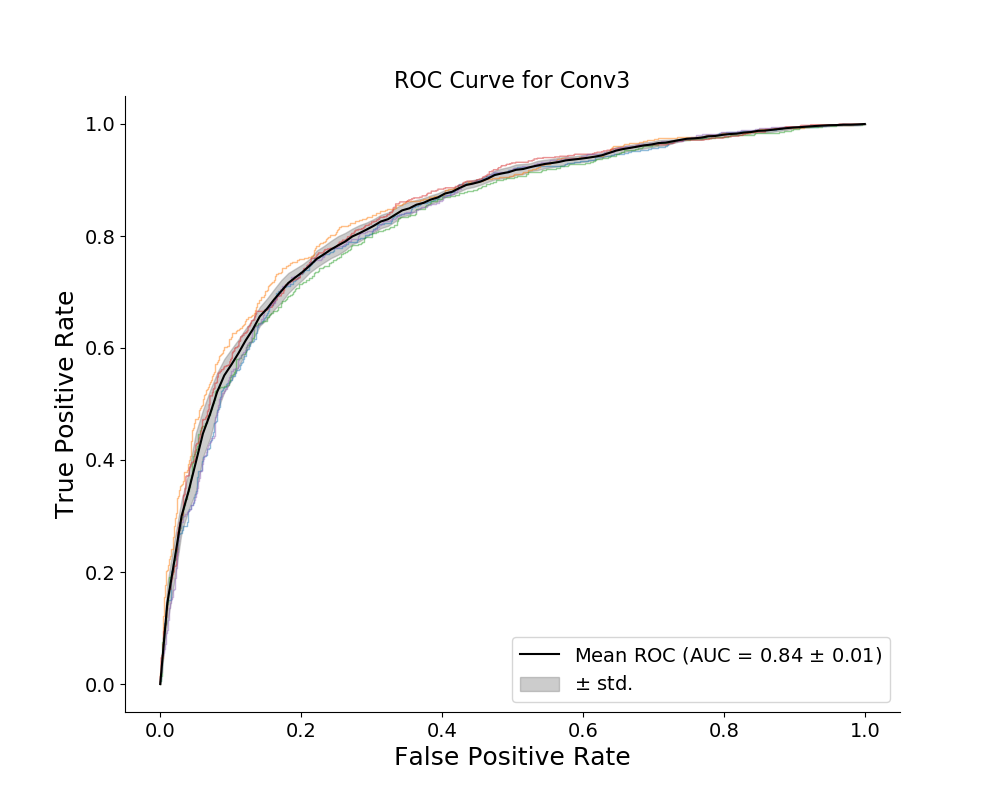 ROC Curve for Conv3
True Positive Rate
1.0
0.8
0.6
0.4
0.2
0.0
Mean ROC (AUC = 0.84 ± 0.01)
± std.
0.0 0.2 0.4 0.6 0.8 1.0
False Positive Rate